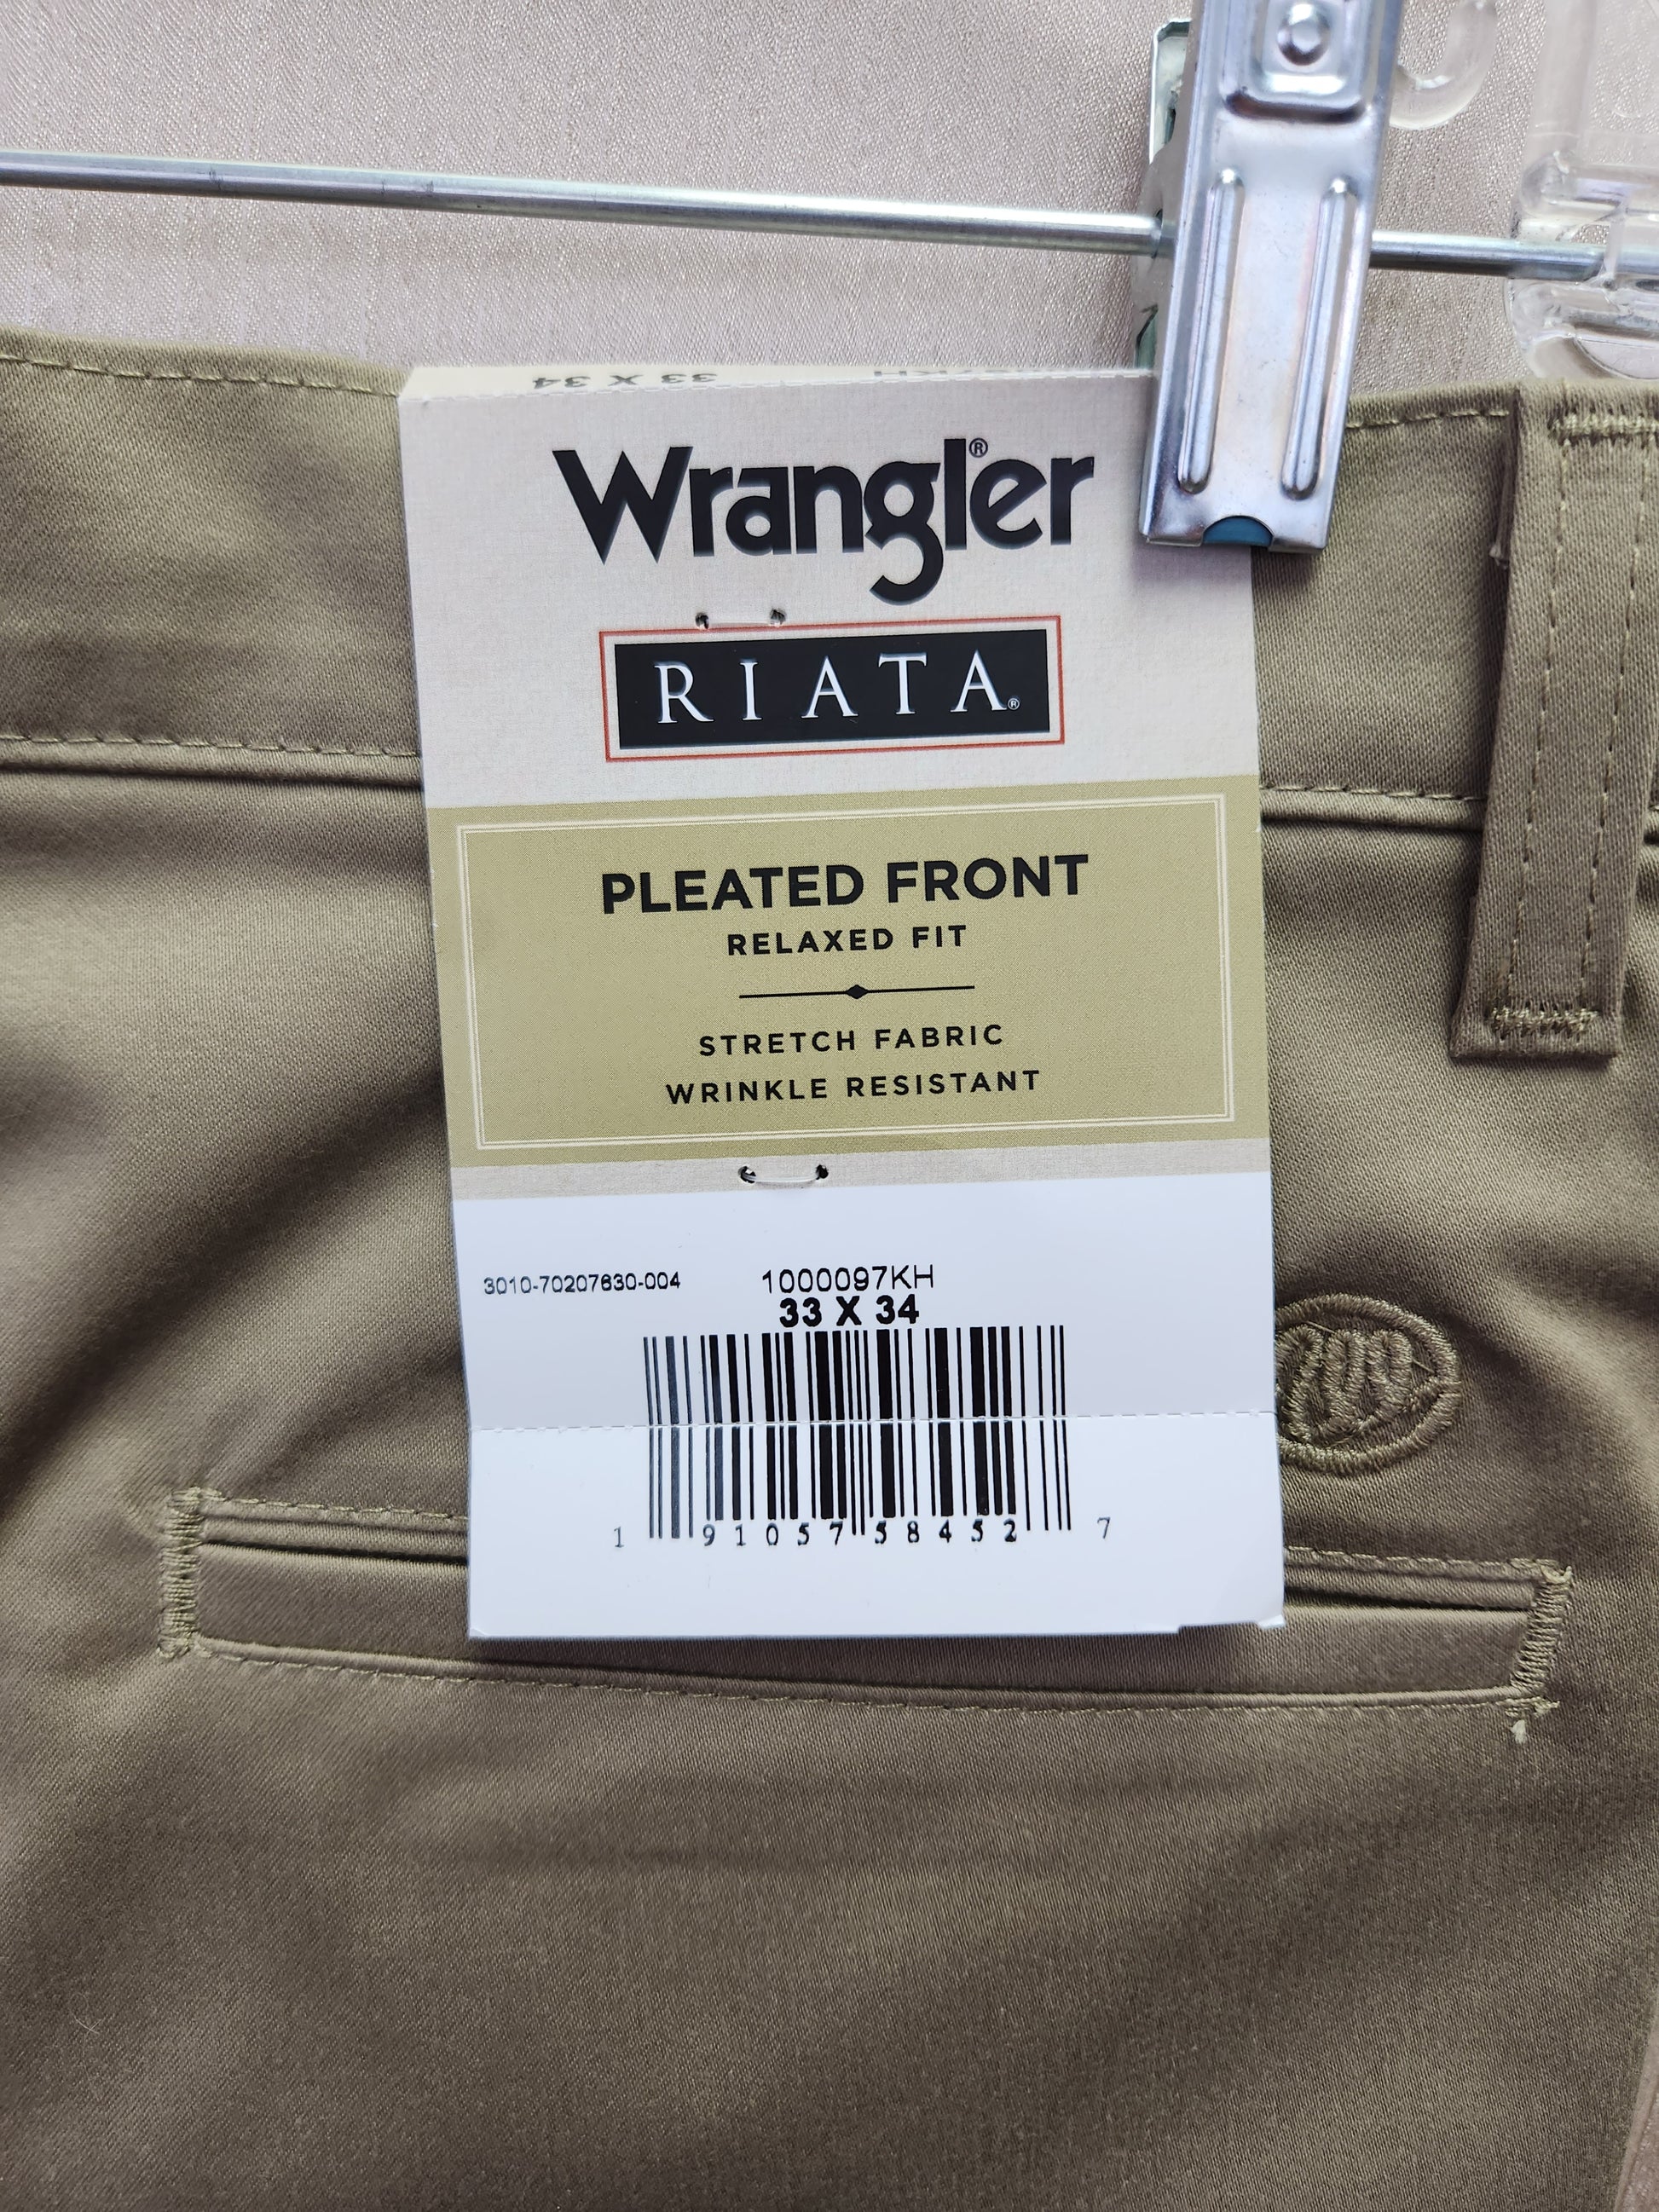 33 X 34
Wrangler®
RIATA®
PLEATED FRONT
RELAXED FIT
STRETCH FABRIC
WRINKLE RESISTANT
3010-70207630-004 1000097KH
33 X 34
1 91057 58452 7